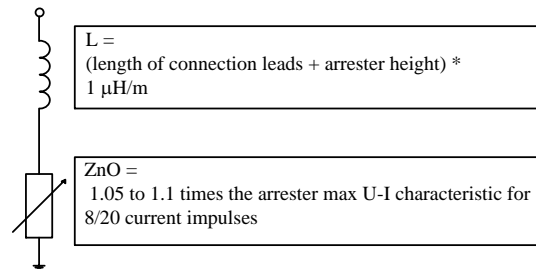 L =
(length of connection leads + arrester height) *
1 μH/m
ZnO =
1.05 to 1.1 times the arrester max U-I characteristic for
8/20 current impulses